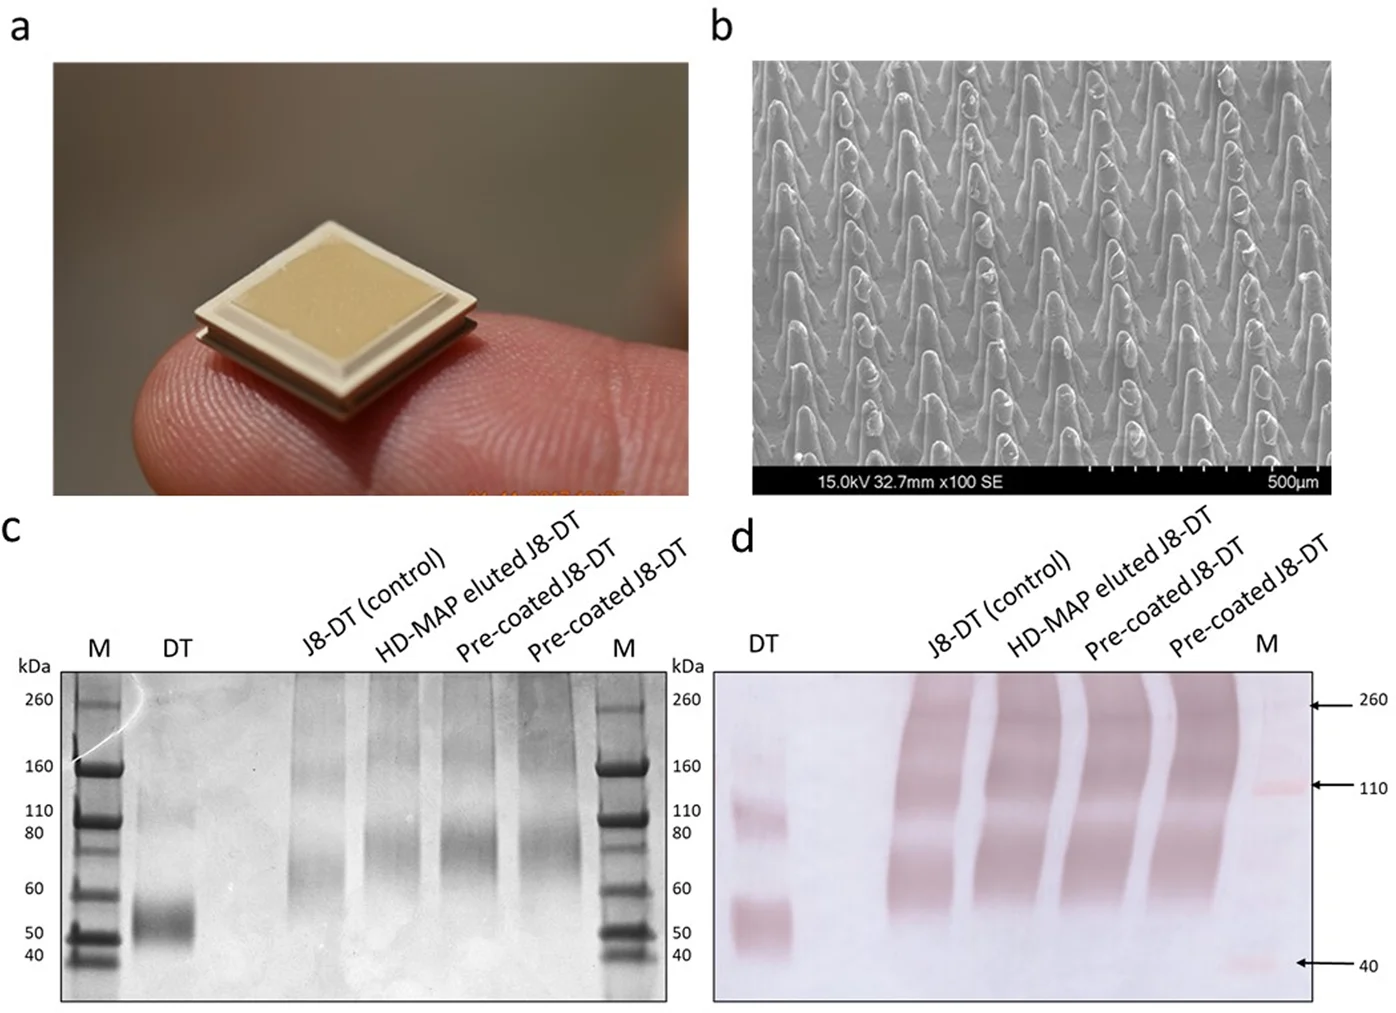 a
b
15.0kV 32.7mm x100 SE
500µm
c
M
DT
J8-DT (control)
HD-MAP eluted J8-DT
Pre-coated J8-DT
Pre-coated J8-DT
M
kDa
260
160
110
80
60
50
40
kDa
260
160
110
80
60
50
40
d
DT
J8-DT (control)
HD-MAP eluted J8-DT
Pre-coated J8-DT
Pre-coated J8-DT
M
260
110
40